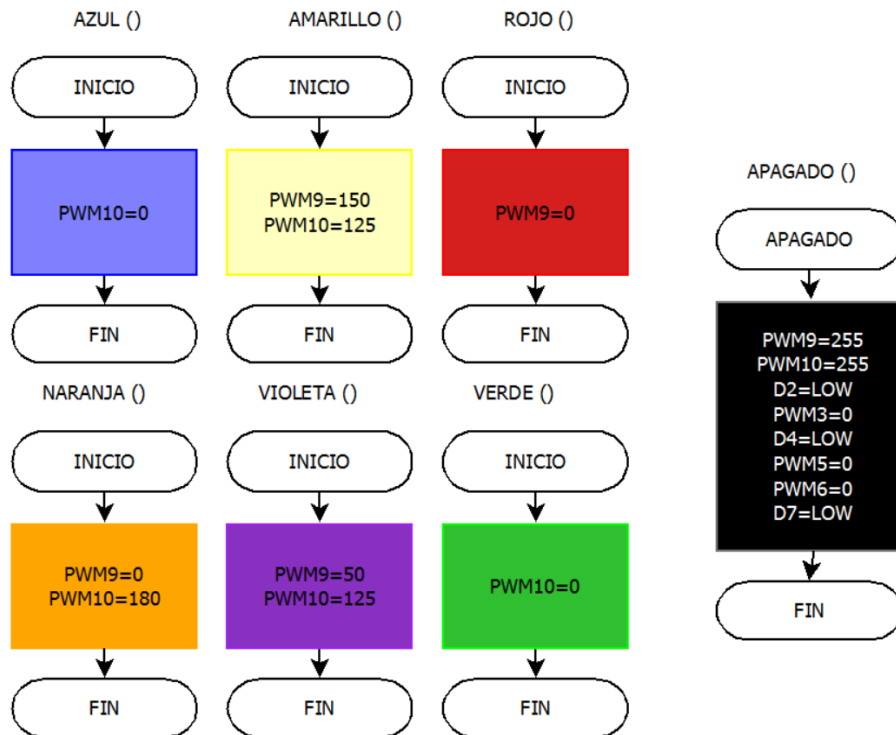 AZUL ()
INICIO
PWM10=0
FIN
AMARILLO ()
INICIO
PWM9=150
PWM10=125
FIN
ROJO ()
INICIO
PWM9=0
FIN
NARANJA ()
INICIO
PWM9=0
PWM10=180
FIN
VIOLETA ()
INICIO
PWM9=50
PWM10=125
FIN
VERDE ()
INICIO
PWM10=0
FIN
APAGADO ()
APAGADO
PWM9=255
PWM10=255
D2=LOW
PWM3=0
D4=LOW
PWM5=0
PWM6=0
D7=LOW
FIN